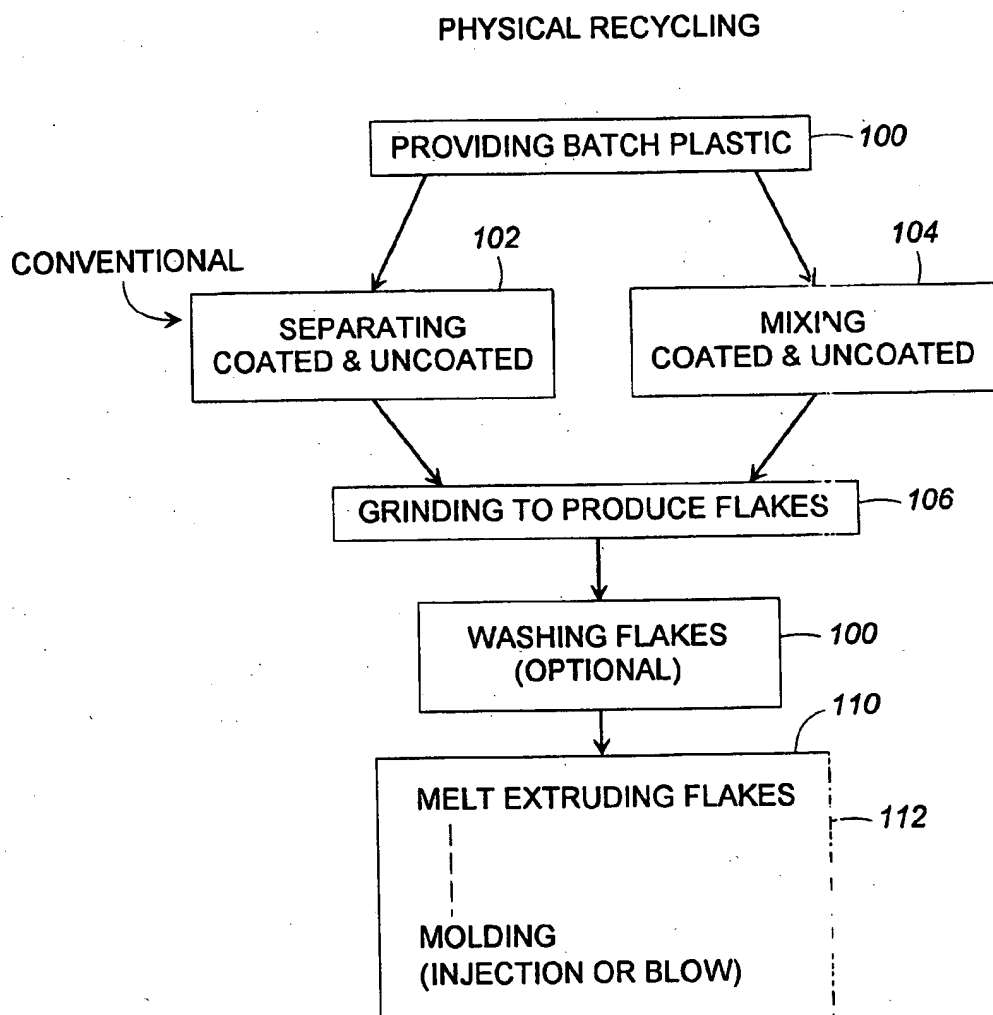 PHYSICAL RECYCLING
PROVIDING BATCH PLASTIC
100
CONVENTIONAL
102
SEPARATING
COATED & UNCOATED
104
MIXING
COATED & UNCOATED
GRINDING TO PRODUCE FLAKES
106
WASHING FLAKES
(OPTIONAL)
100
110
MELT EXTRUDING FLAKES
112
MOLDING
(INJECTION OR BLOW)